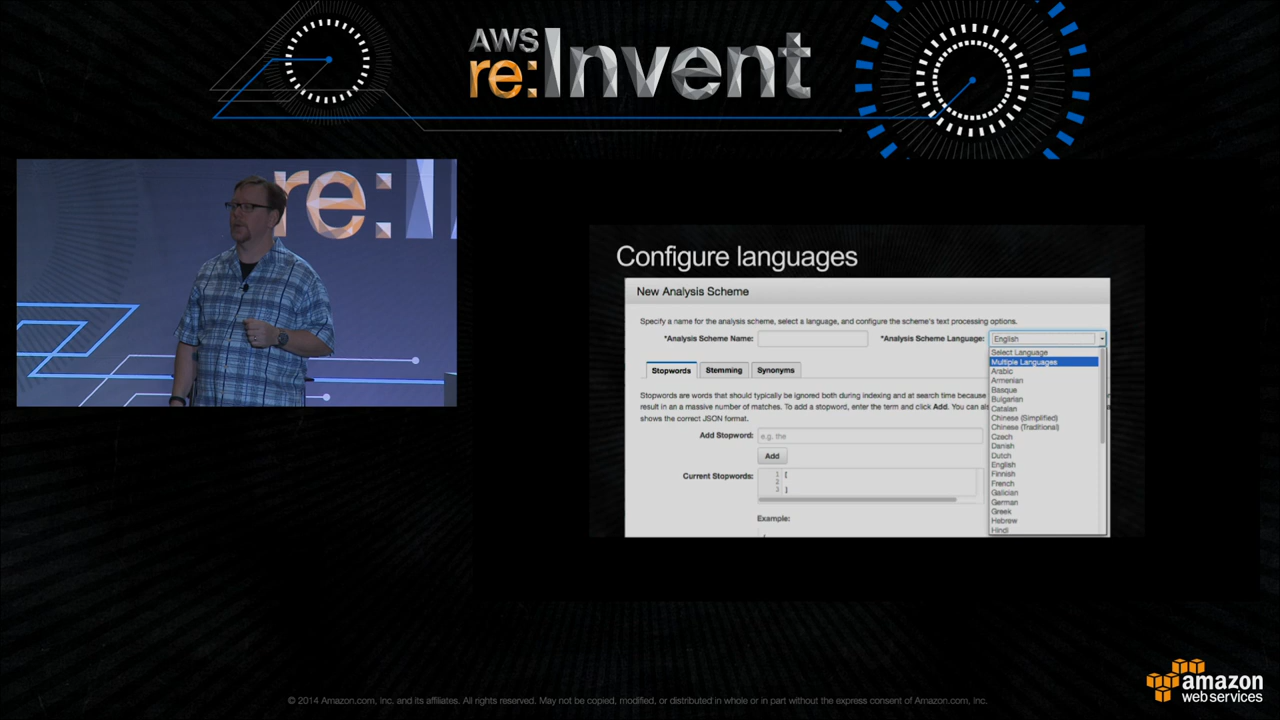 AWS
re:Invent
re:I
Configure languages
New Analysis Scheme
Specify a name for the analysis scheme, select a language, and configure the scheme's text processing options.
*Analysis Scheme Name:
*Analysis Scheme Language:
English
Select Language
Multiple Languages
Arabic
Armenian
Basque
Bulgarian
Catalan
Chinese (Simplified)
Chinese (Traditional)
Czech
Danish
Dutch
English
Finnish
French
Galician
German
Greek
Hebrew
Hindi
Stopwords
Stemming
Synonyms
Stopwords are words that should typically be ignored both during indexing and at search time because
result in an massive number of matches. To add a stopword, enter the term and click Add. You can al
shows the correct JSON format.
Add Stopword:
e.g. the
Add
Current Stopwords:
1 [
2
3 ]
Example:
© 2014 Amazon.com, inc. and its affiliates. All rights reserved. May not be copied, modified, or distributed in whole or in part without the express consent of Amazon.com, inc.
amazon
web services